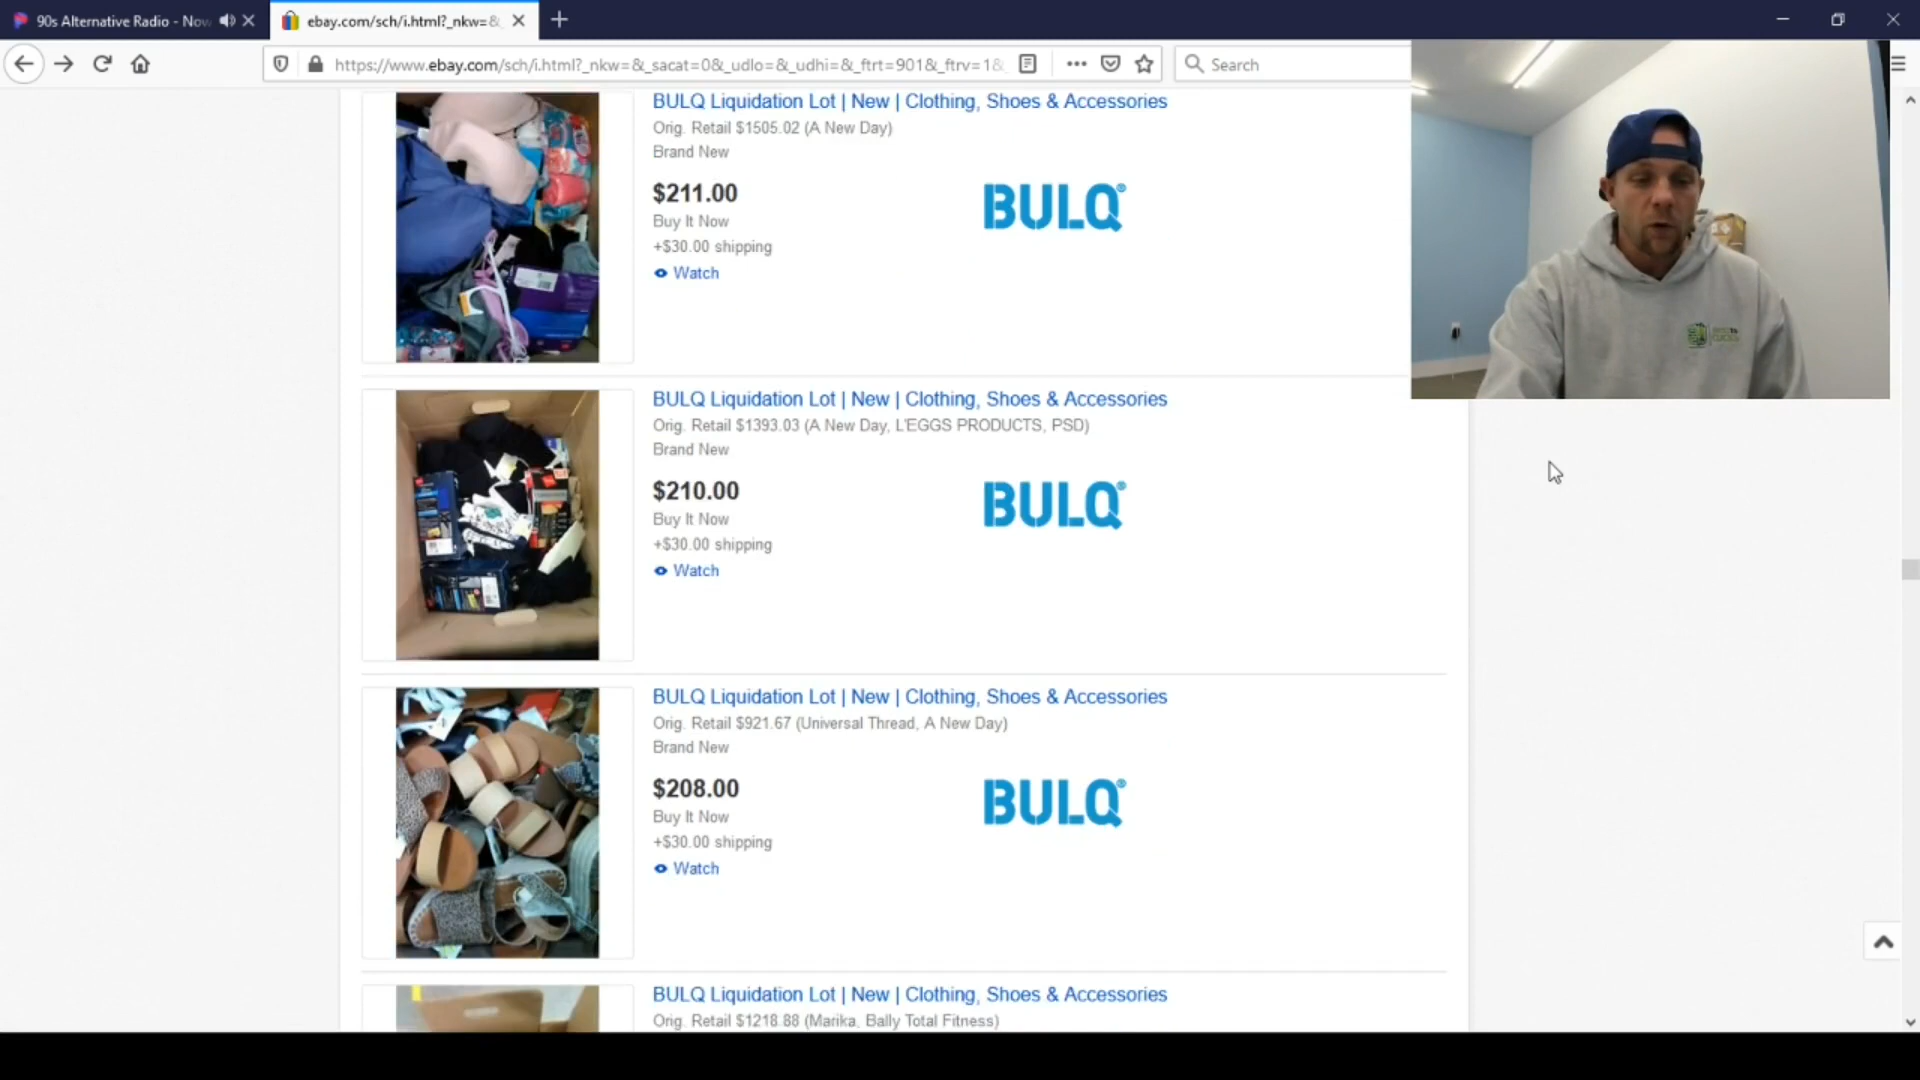 90s Alternative Radio - Now
ebay.com/sch/i.html?_nkw=&
https://www.ebay.com/sch/i.html?_nkw=&_sacat=0&_udlo=&_udhi=&_ftrt=901&_ftrv=1&
Search
BULQ Liquidation Lot | New | Clothing, Shoes & Accessories
Orig. Retail $1505.02 (A New Day)
Brand New
$211.00
Buy It Now
+$30.00 shipping
Watch
BULQ®
BULQ Liquidation Lot | New | Clothing, Shoes & Accessories
Orig. Retail $1393.03 (A New Day, L'EGGS PRODUCTS, PSD)
Brand New
$210.00
Buy It Now
+$30.00 shipping
Watch
BULQ®
BULQ Liquidation Lot | New | Clothing, Shoes & Accessories
Orig. Retail $921.67 (Universal Thread, A New Day)
Brand New
$208.00
Buy It Now
+$30.00 shipping
Watch
BULQ®
BULQ Liquidation Lot | New | Clothing, Shoes & Accessories
Orig. Retail $1218.88 (Marika, Bally Total Fitness)